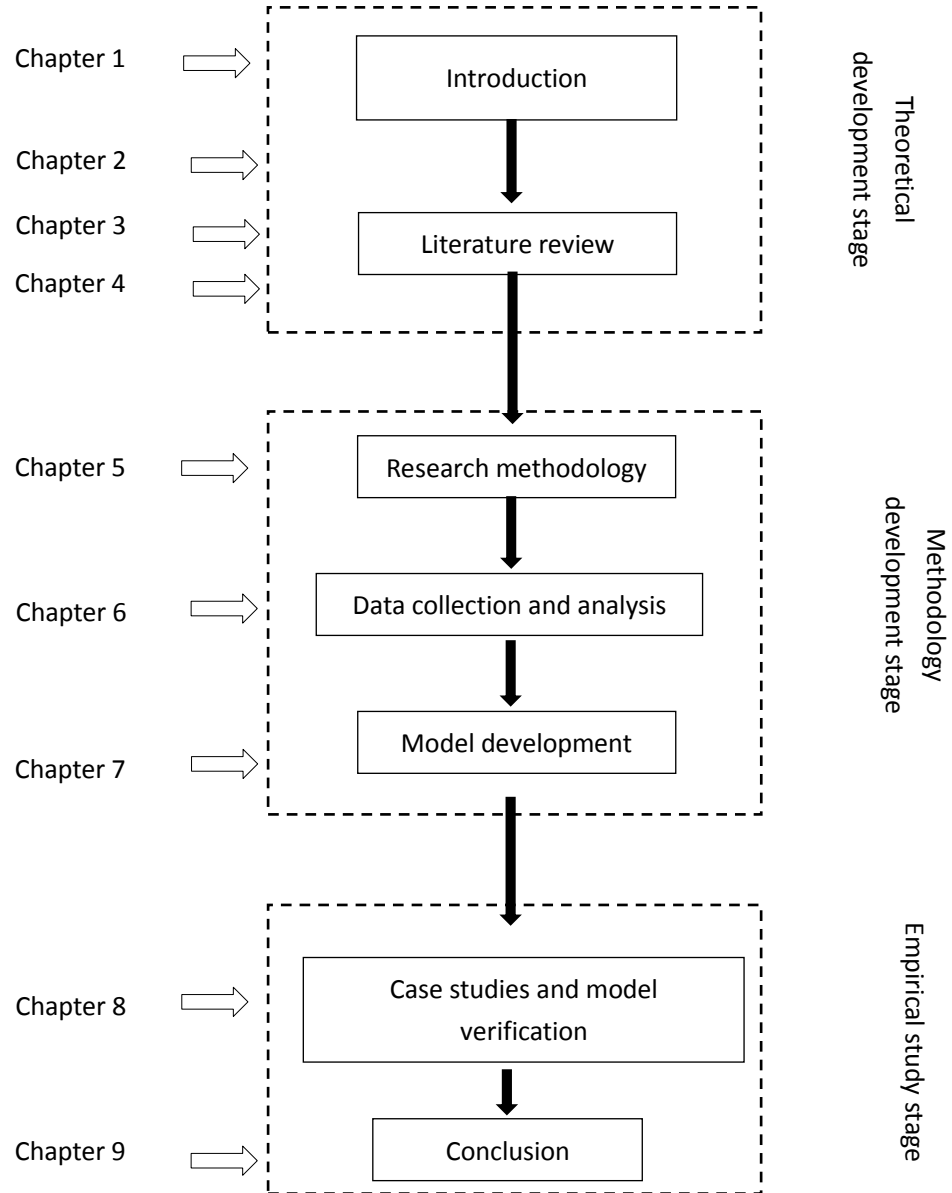 Chapter 1
Introduction
Chapter 2
Chapter 3
Literature review
Chapter 4
Theoretical
development stage
Chapter 5
Research methodology
Chapter 6
Data collection and analysis
Chapter 7
Model development
Methodology
development stage
Chapter 8
Case studies and model
verification
Chapter 9
Conclusion
Empirical study stage